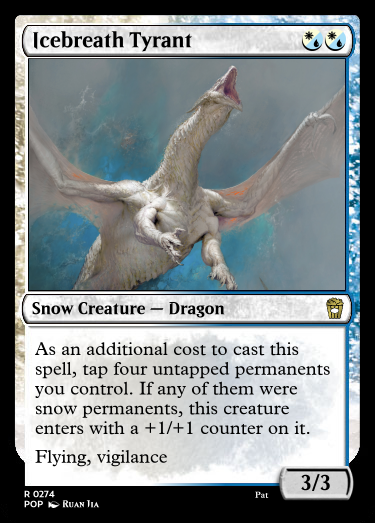 Icebreath Tyrant
Snow Creature — Dragon
As an additional cost to cast this
spell, tap four untapped permanents
you control. If any of them were
snow permanents, this creature
enters with a +1/+1 counter on it.
Flying, vigilance
3/3
R 0274
POP Ruan Jia
Pat